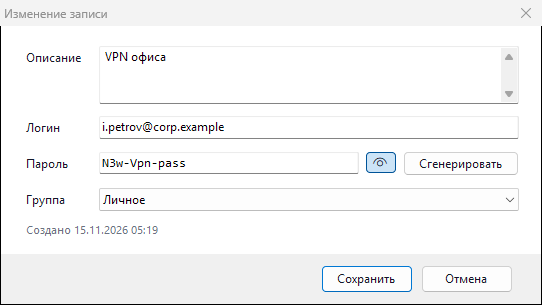 Изменение записи
Описание
VPN офиса
Логин
i.petrov@corp.example
Пароль
N3w-Vpn-pass
Сгенерировать
Группа
Личное
Создано 15.11.2026 05:19
Сохранить
Отмена